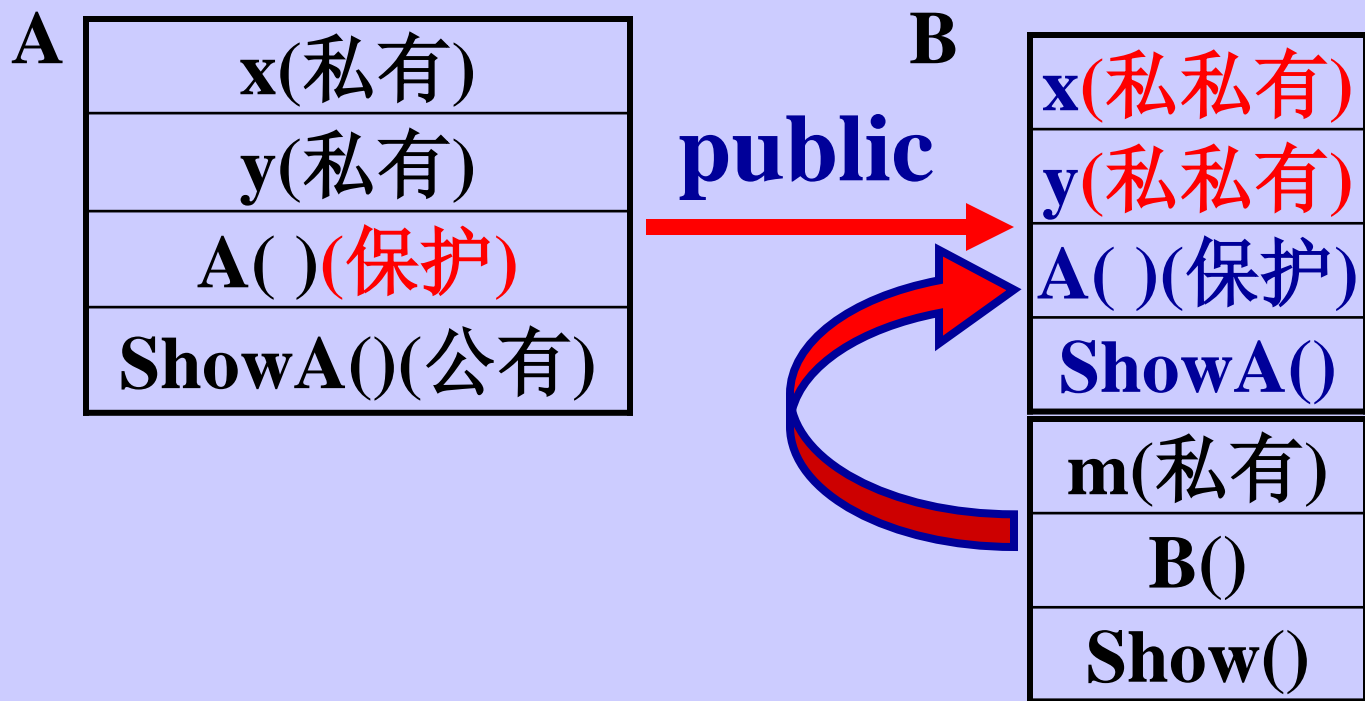 A
x(私有)
y(私有)
A( )(保护)
ShowA()(公有)
public
B
x(私私有)
y(私私有)
A( )(保护)
ShowA()
m(私有)
B()
Show()